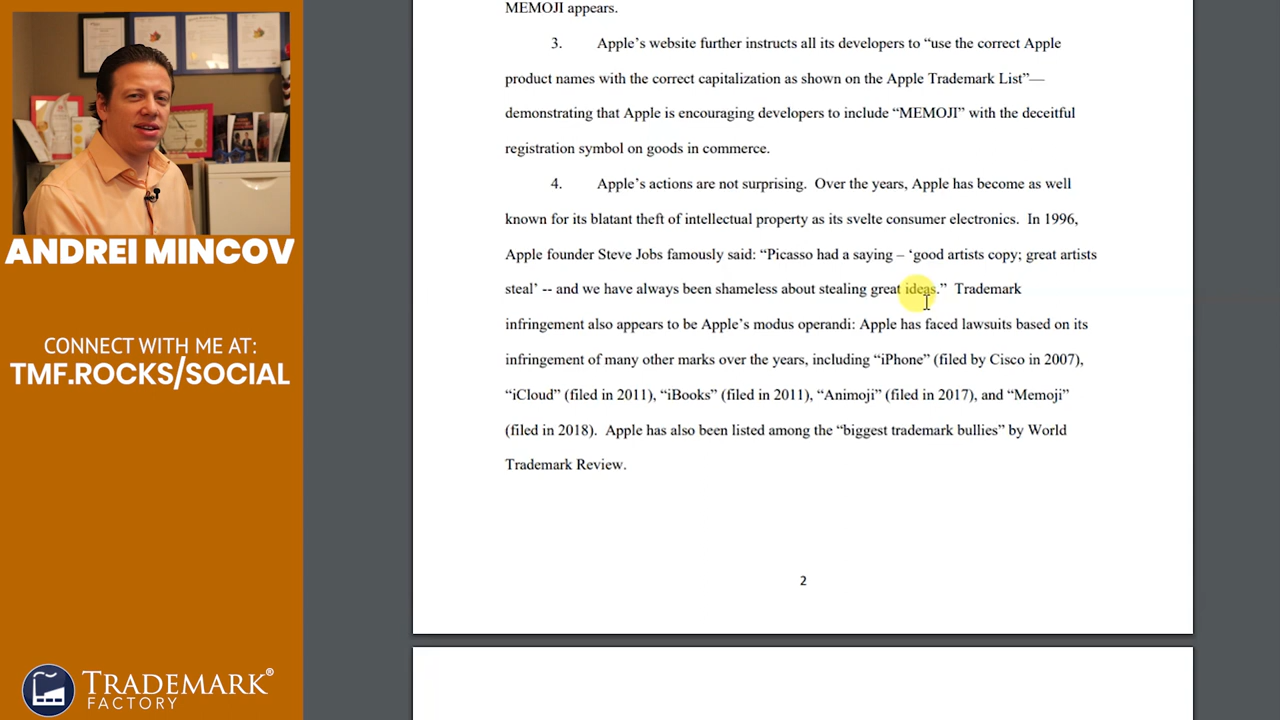 ANDREI MINCOV
CONNECT WITH ME AT:
TMF.ROCKS/SOCIAL
TRADEMARK®
FACTORY
MEMOJI appears.
3. Apple’s website further instructs all its developers to “use the correct Apple
product names with the correct capitalization as shown on the Apple Trademark List”—
demonstrating that Apple is encouraging developers to include “MEMOJI” with the deceitful
registration symbol on goods in commerce.
4. Apple’s actions are not surprising. Over the years, Apple has become as well
known for its blatant theft of intellectual property as its svelte consumer electronics. In 1996,
Apple founder Steve Jobs famously said: “Picasso had a saying – ‘good artists copy; great artists
steal’ -- and we have always been shameless about stealing great ideas.” Trademark
infringement also appears to be Apple’s modus operandi: Apple has faced lawsuits based on its
infringement of many other marks over the years, including “iPhone” (filed by Cisco in 2007),
“iCloud” (filed in 2011), “iBooks” (filed in 2011), “Animoji” (filed in 2017), and “Memoji”
(filed in 2018). Apple has also been listed among the “biggest trademark bullies” by World
Trademark Review.
2